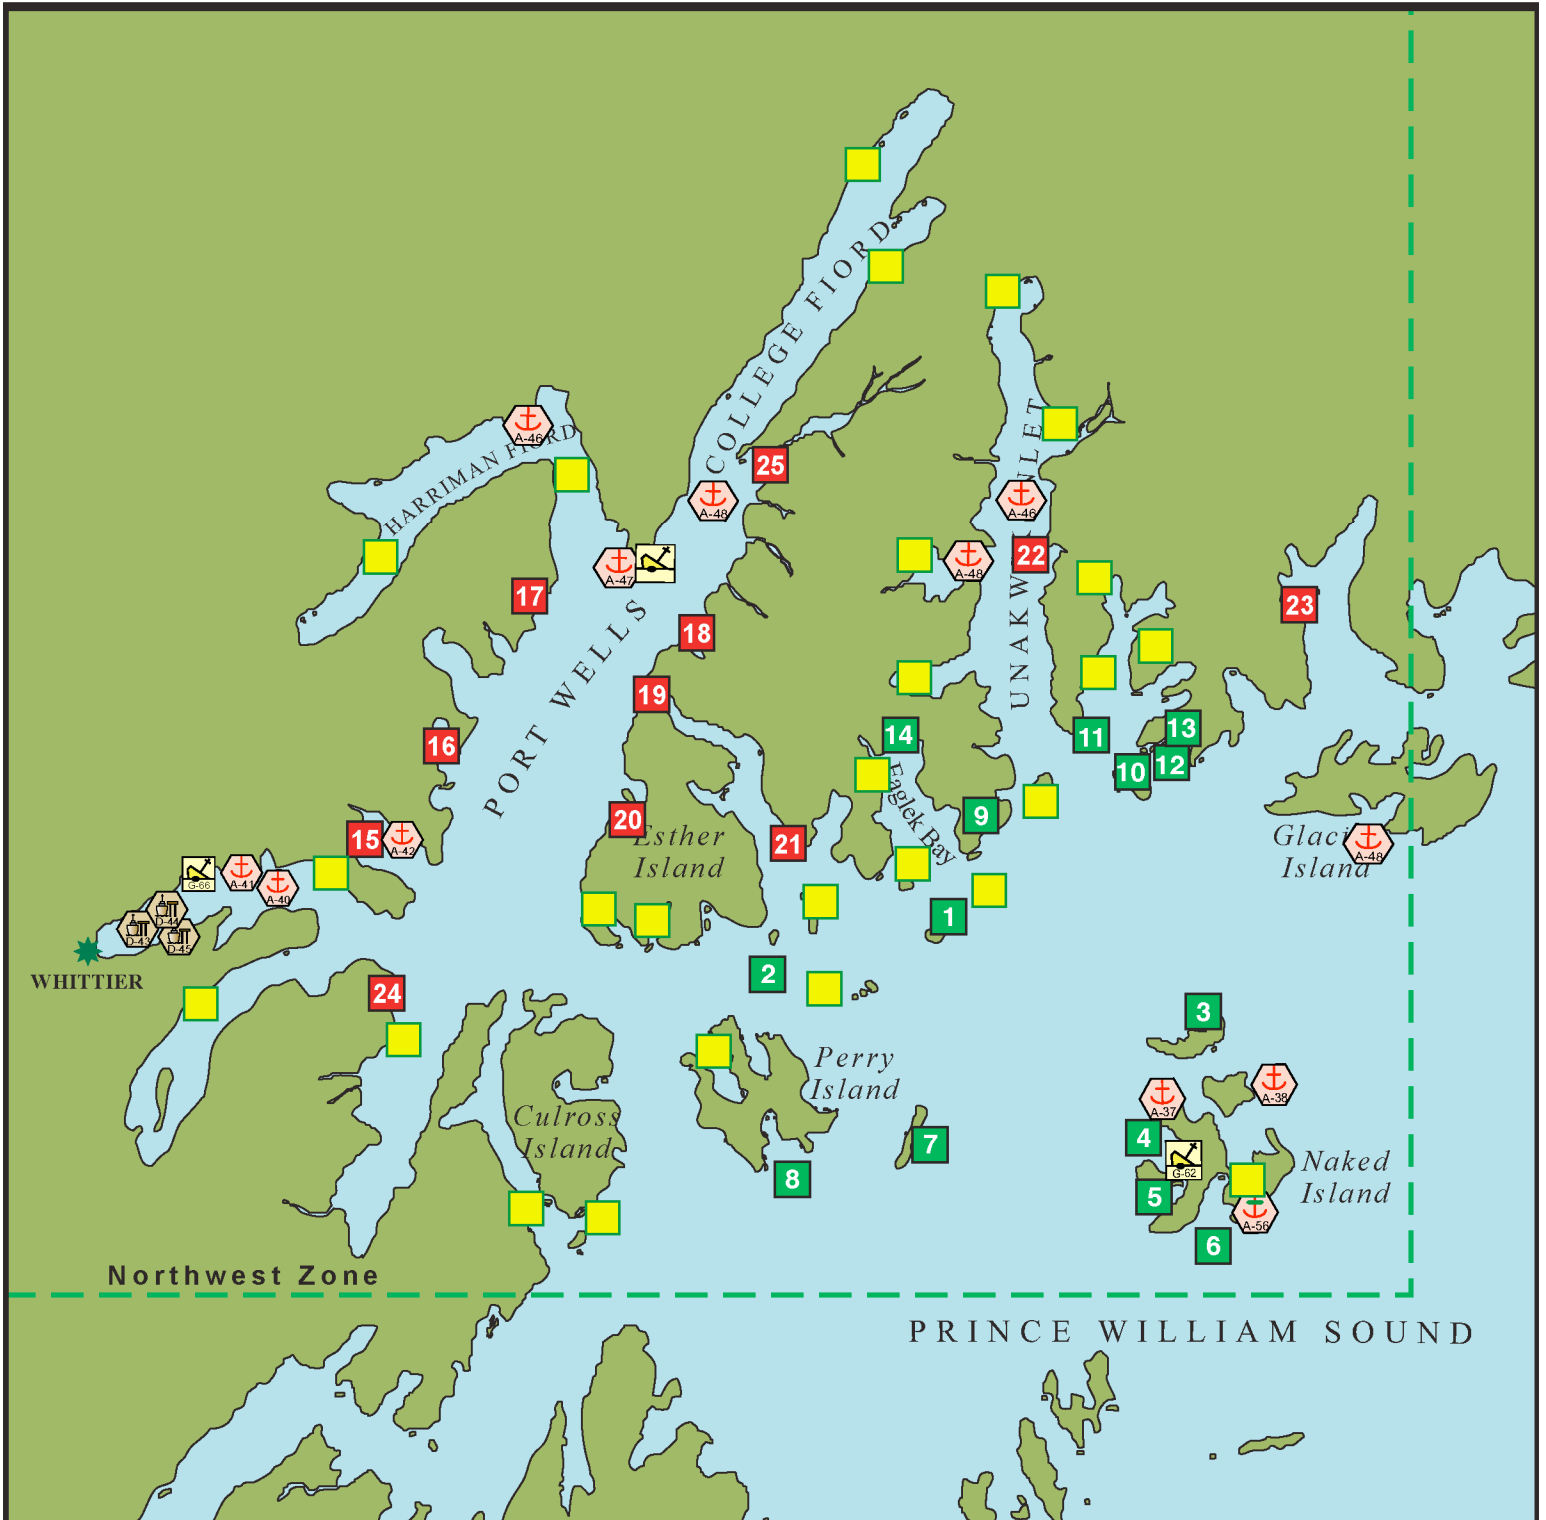 COLLEGE FIORD
25
A-46
HARRIMAN FIORD
A-48
A-46
UNAKW
NLET
A-47
A-48
22
17
18
23
PORT WELLS
19
16
14
11
13
10
12
Eaglek Bay
9
15
A-42
20
Esther
Island
21
Glaci
Island
A-48
G-66
A-41
A-40
D-44
D-43
D-45
WHITTIER
1
2
24
3
Perry
Island
A-38
A-37
Culross
Island
4
G-62
7
8
5
Naked
Island
A-56
6
Northwest Zone
PRINCE WILLIAM SOUND